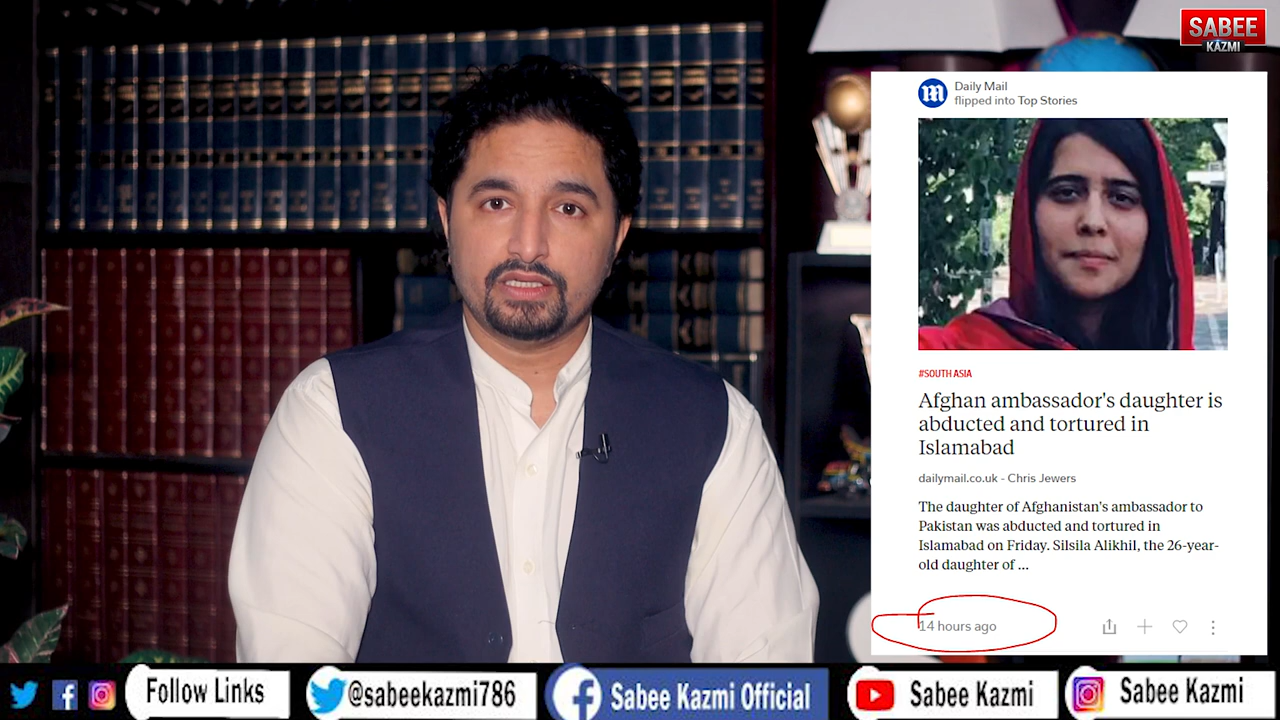 SABEE
KAZMI
Daily Mail
flipped into Top Stories
#SOUTH ASIA
Afghan ambassador's daughter is
abducted and tortured in
Islamabad
dailymail.co.uk - Chris Jewers
The daughter of Afghanistan's ambassador to
Pakistan was abducted and tortured in
Islamabad on Friday. Silsila Alikhil, the 26-year-
old daughter of ...
14 hours ago
Follow Links
@sabeekazmi786
Sabee Kazmi Official
Sabee Kazmi
Sabee Kazmi